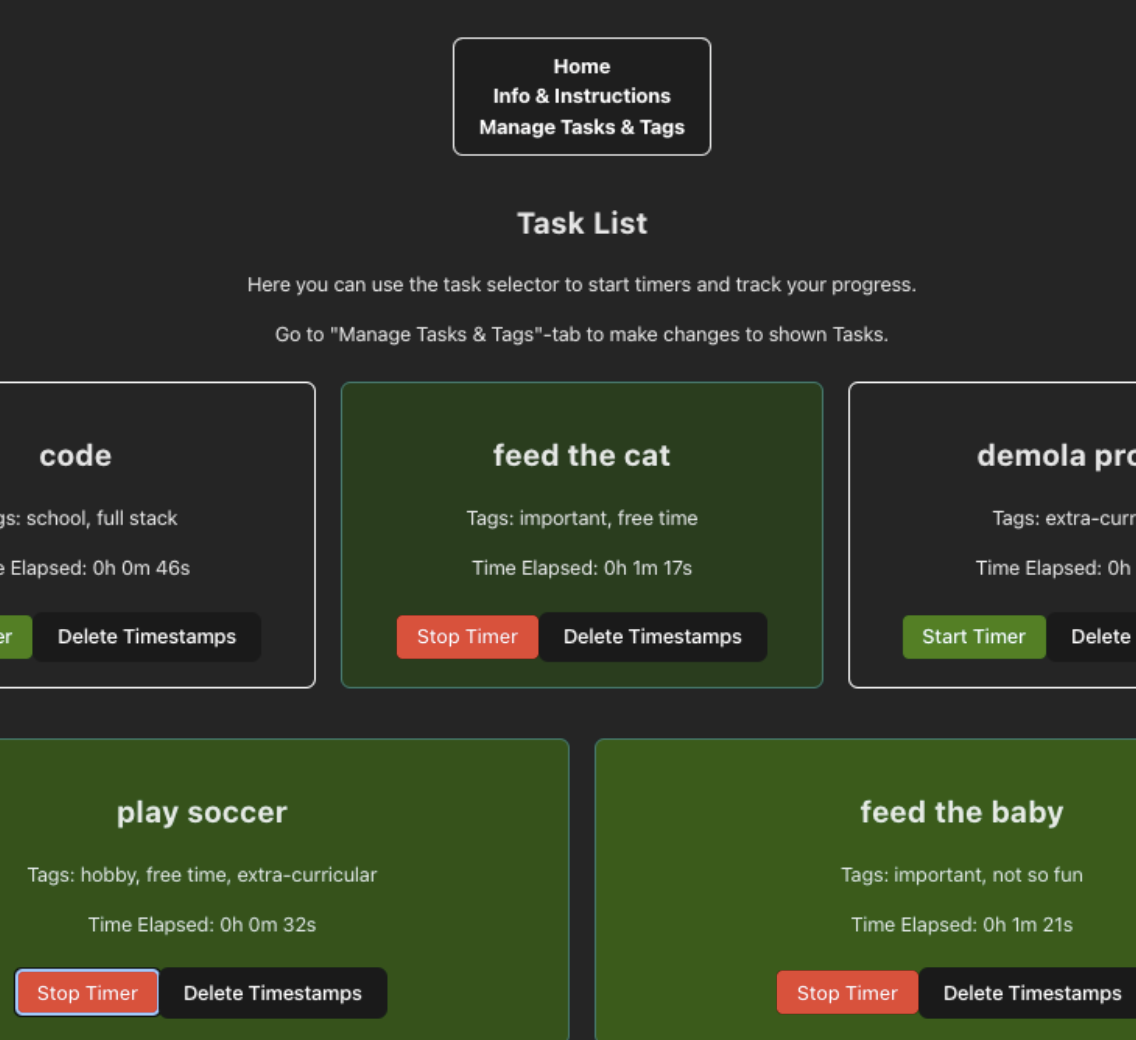 Home
Info & Instructions
Manage Tasks & Tags
Task List
Here you can use the task selector to start timers and track your progress.
Go to "Manage Tasks & Tags"-tab to make changes to shown Tasks.
code
school, full stack
Elapsed: 0h 0m 46s
Delete Timestamps
feed the cat
Tags: important, free time
Time Elapsed: 0h 1m 17s
Stop Timer Delete Timestamps
demola
Tags:
Time Elapsed: 0h
Start Timer Delete
play soccer
Tags: hobby, free time, extra-curricular
Time Elapsed: 0h 0m 32s
Stop Timer Delete Timestamps
feed the baby
Tags: important, not so fun
Time Elapsed: 0h 1m 21s
Stop Timer Delete Timestamps